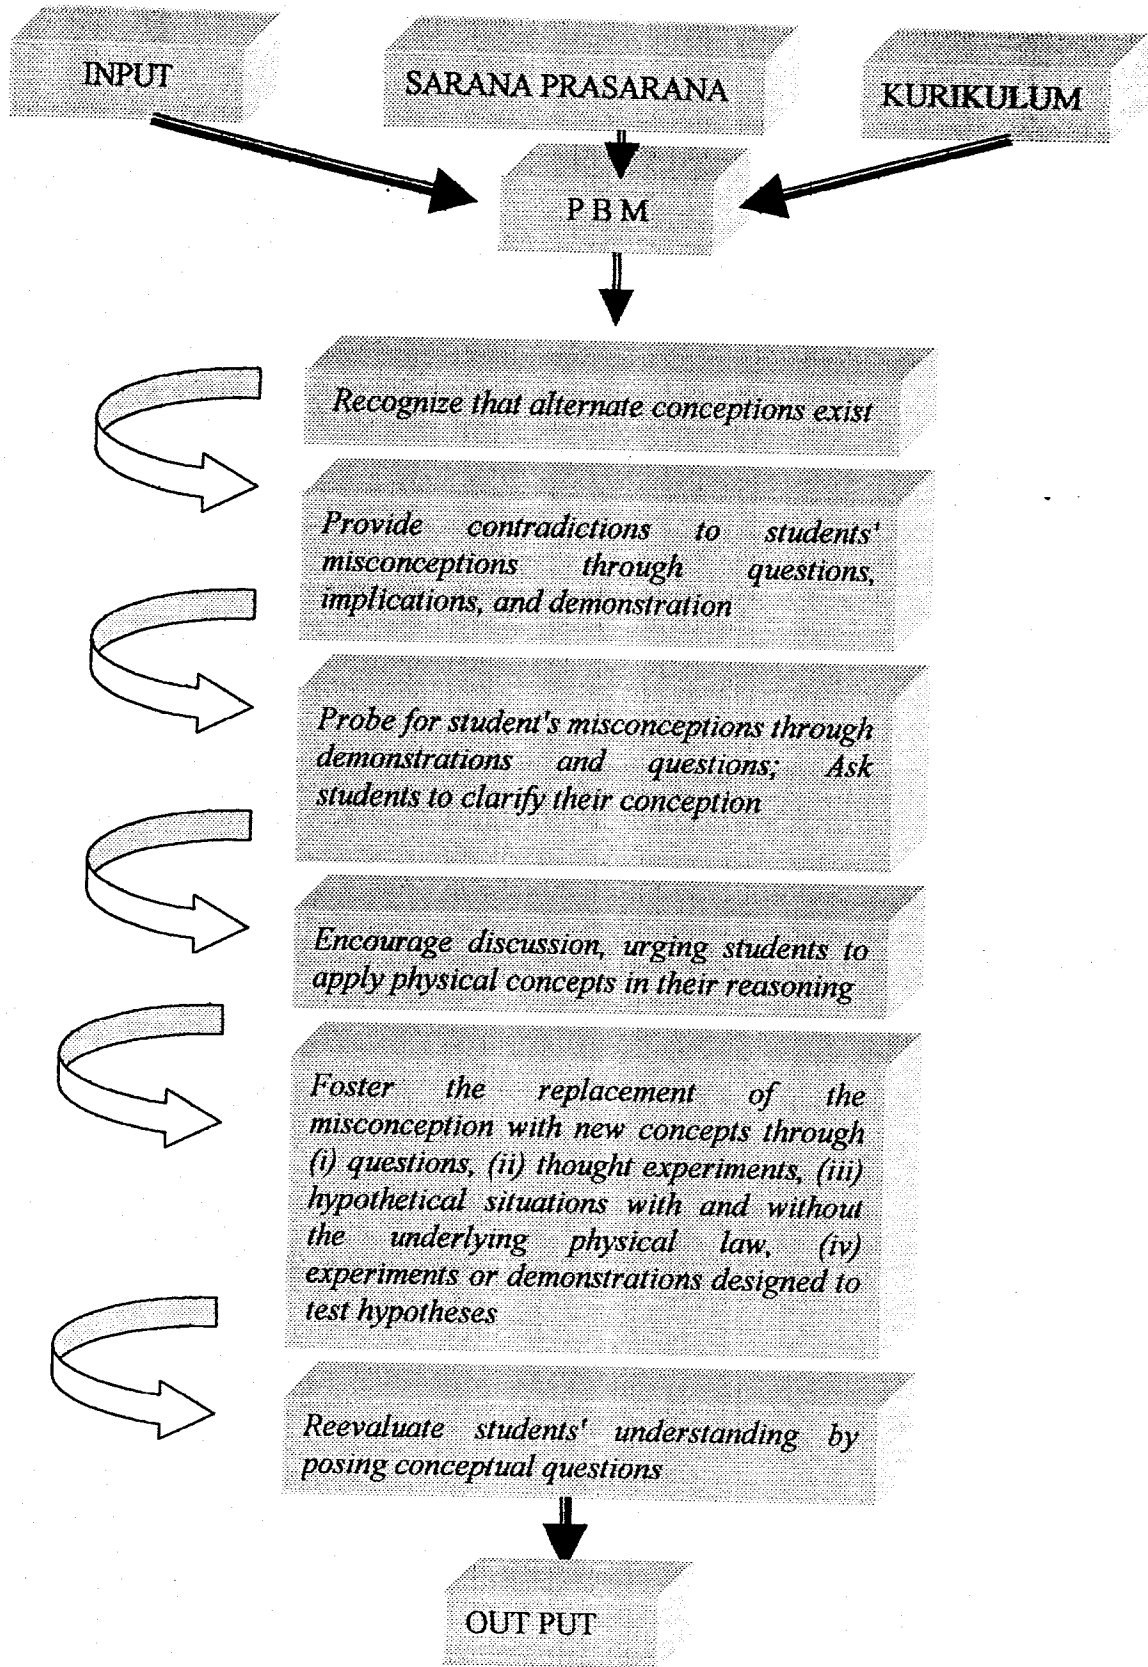 INPUT
SARANA PRASARANA
KURIKULUM
P B M
Recognize that alternate conceptions exist
Provide contradictions to students'
misconceptions through questions,
implications, and demonstration
Probe for student's misconceptions through
demonstrations and questions; Ask
students to clarify their conception
Encourage discussion, urging students to
apply physical concepts in their reasoning
Foster the replacement of the
misconception with new concepts through
(i) questions, (ii) thought experiments, (iii)
hypothetical situations with and without
the underlying physical law, (iv)
experiments or demonstrations designed to
test hypotheses
Reevaluate students' understanding by
posing conceptual questions
OUT PUT